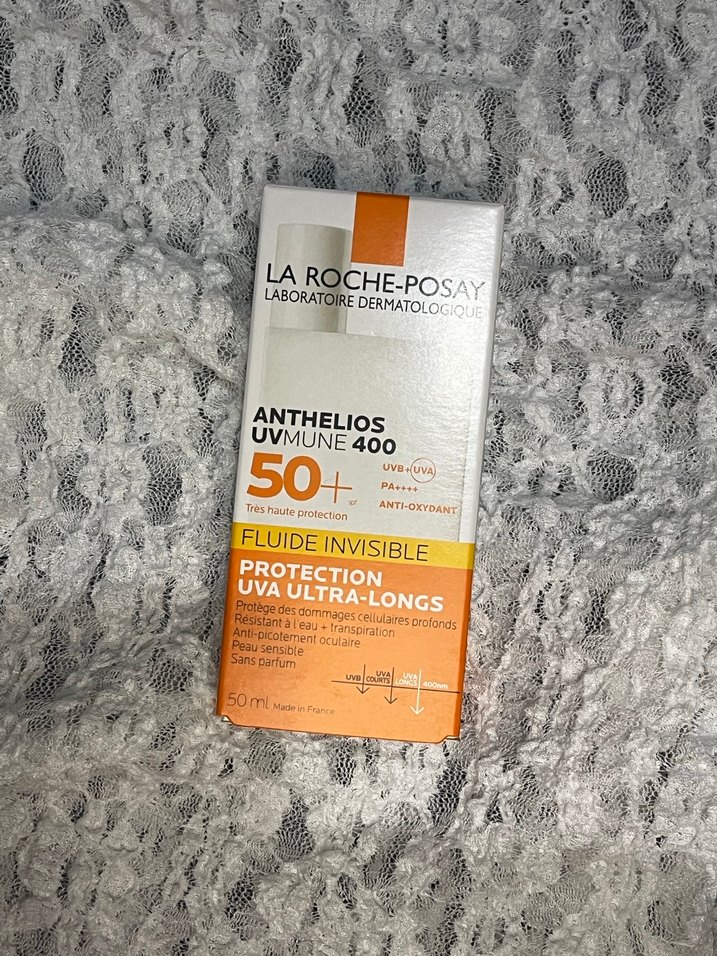 LA ROCHE-POSAY
LABORATOIRE DERMATOLOGIQUE
ANTHELIOS
UVMUNE 400
50+
spf
Très haute protection
UVB+UVA
PA++++
ANTI-OXYDANT
FLUIDE INVISIBLE
PROTECTION
UVA ULTRA-LONGS
Protège des dommages cellulaires profonds
Résistant à l'eau + transpiration
Anti-picotement oculaire
Peau sensible
Sans parfum
UVB
UVA COURTS
UVA LONGS
400nm
50 ml Made in France